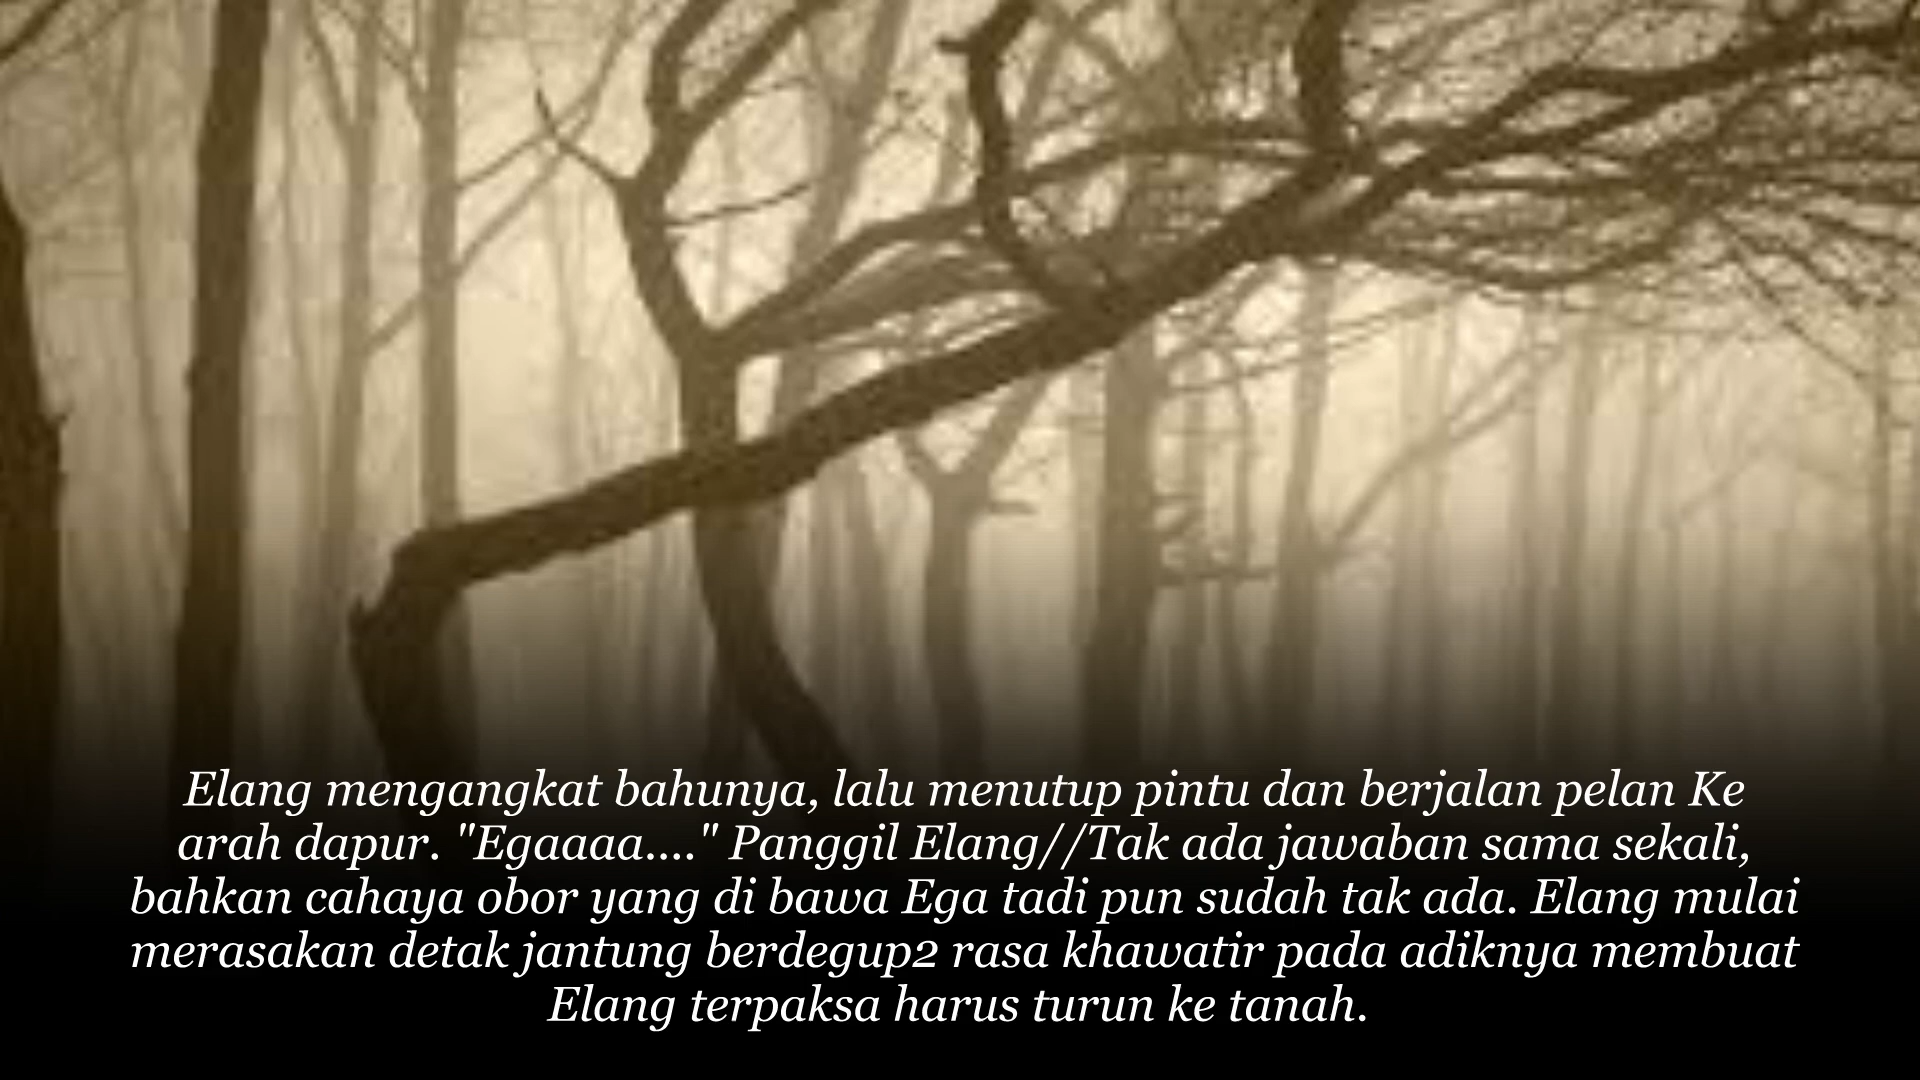 Elang mengangkat bahunya, lalu menutup pintu dan berjalan pelan Ke
arah dapur. "Egaaaa...." Panggil Elang//Tak ada jawaban sama sekali,
bahkan cahaya obor yang di bawa Ega tadi pun sudah tak ada. Elang mulai
merasakan detak jantung berdegup2 rasa khawatir pada adiknya membuat
Elang terpaksa harus turun ke tanah.